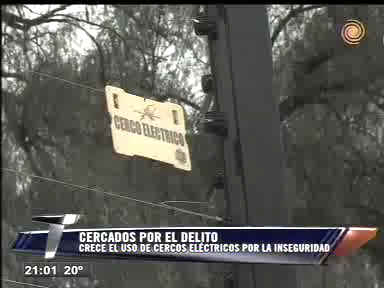 CERCO ELECTRICO
CERCADOS POR EL DELITO
CRECE EL USO DE CERCOS ELÉCTRICOS POR LA INSEGURIDAD
21:01 20°